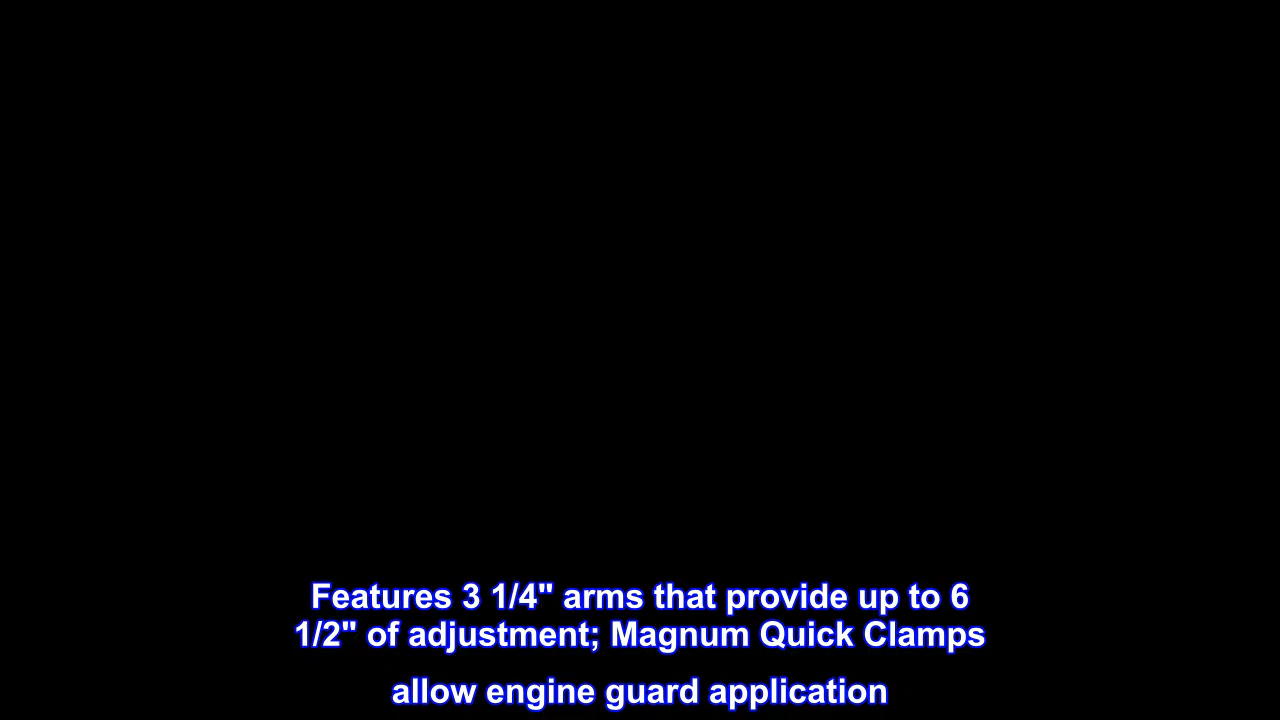 Features 3 1/4" arms that provide up to 6
1/2" of adjustment; Magnum Quick Clamps
allow engine guard application